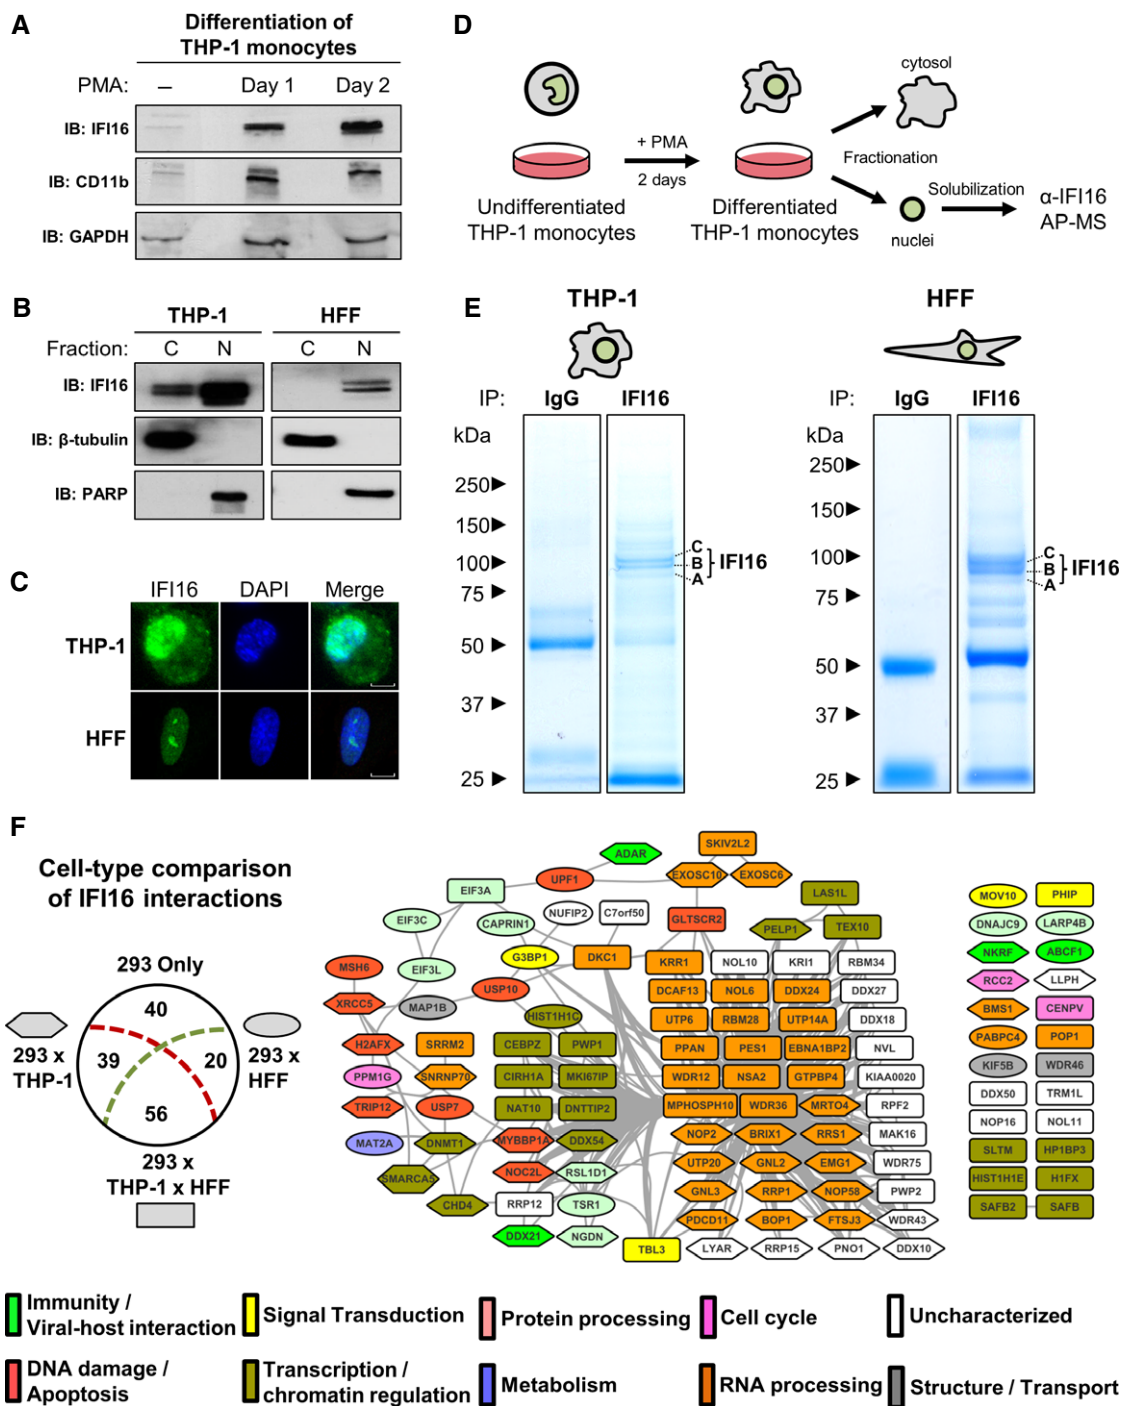 A
Differentiation of
THP-1 monocytes
PMA: – Day 1 Day 2
IB: IFI16
IB: CD11b
IB: GAPDH
B
THP-1 HFF
Fraction: C N C N
IB: IFI16
IB: β-tubulin
IB: PARP
C
IFI16 DAPI Merge
THP-1
HFF
D
cytosol
+ PMA
2 days
Fractionation
Solubilization
nuclei
α-IFI16
AP-MS
Undifferentiated
THP-1 monocytes
Differentiated
THP-1 monocytes
E
THP-1
IP: IgG IFI16
kDa
250
150
100
75
50
37
25
C
B
A
IFI16
HFF
IP: IgG IFI16
kDa
250
150
100
75
50
37
25
C
B
A
IFI16
F
Cell-type comparison
of IFI16 interactions
293 Only
40
39
20
56
293 x
THP-1
293 x
HFF
293 x
THP-1 x HFF
ADAR
SKIV2L2
UPF1
EXOSC10 EXOSC6
EIF3A
LAS1L
EIF3C
CAPRIN1
NUFIP2
C7orf50
GLTSCR2
PELP1
TEX10
MSH6
EIF3L
G3BP1
DKC1
KRR1 NOL10 KRI1 RBM34
XRCC5
MAP1B
USP10
DCAF13 NOL6 DDX24 DDX27
HIST1H1C
UTP6 RBM28 UTP14A DDX18
H2AFX
SRRM2
CEBPZ PWP1
PPAN PES1 EBNA1BP2 NVL
PPM1G
SNRNP70
CIRH1A MKI67IP
WDR12 NSA2 GTPBP4 KIAA0020
TRIP12
USP7
NAT10 DNTTIP2
MPHOSPH10 WDR36 MRTO4 RPF2
MAT2A
DNMT1
MYBBP1A DDX54
NOP2 BRIX1 RRS1 MAK16
SMARCA5
NOC2L RSL1D1
UTP20 GNL2 EMG1 WDR75
CHD4
RRP12 TSR1
GNL3 RRP1 NOP58 PWP2
DDX21 NGDN
PDCD11 BOP1 FTSJ3 WDR43
TBL3
LYAR RRP15 PNO1 DDX10
MOV10 PHIP
DNAJC9 LARP4B
NKRF ABCF1
RCC2 LLPH
BMS1 CENPV
PABPC4 POP1
KIF5B WDR46
DDX50 TRM1L
NOP16 NOL11
SLTM HP1BP3
HIST1H1E H1FX
SAFB2 SAFB
Immunity /
Viral-host interaction
Signal Transduction
Protein processing
Cell cycle
Uncharacterized
DNA damage /
Apoptosis
Transcription /
chromatin regulation
Metabolism
RNA processing
Structure / Transport